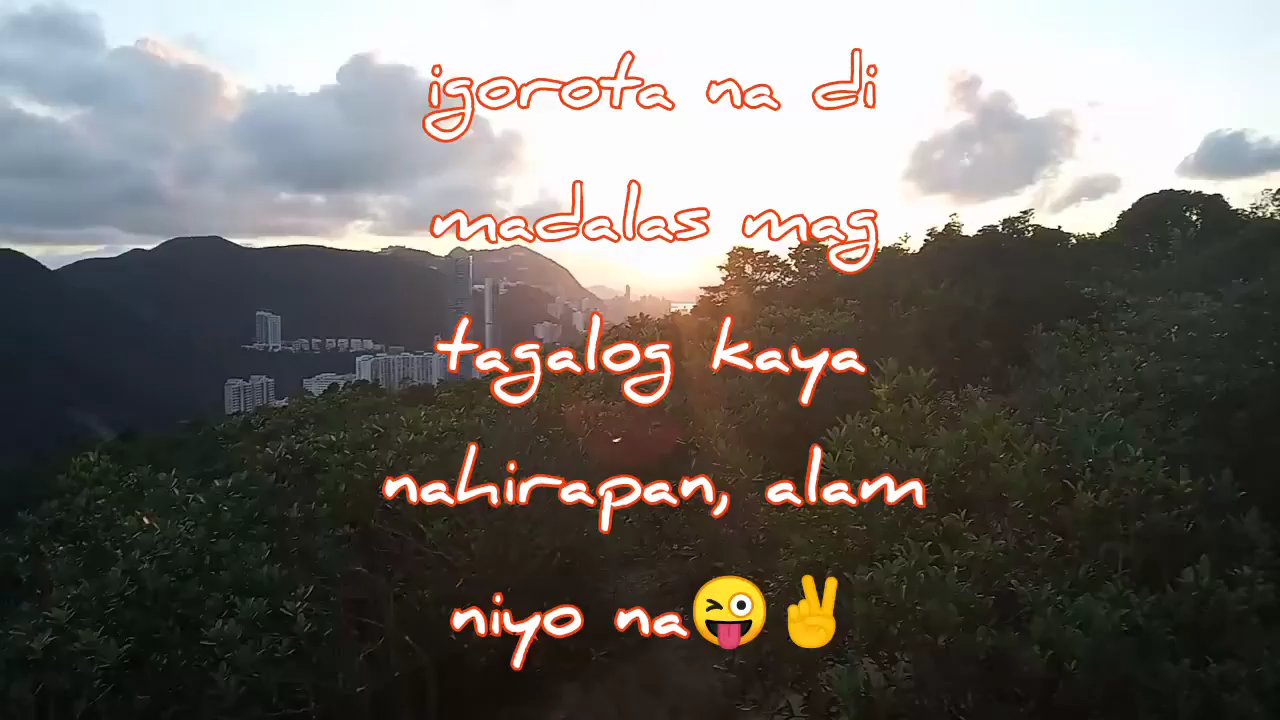 igorota na di
madalas mag
tagalog kaya
nahirapan, alam
niyo na😜✌